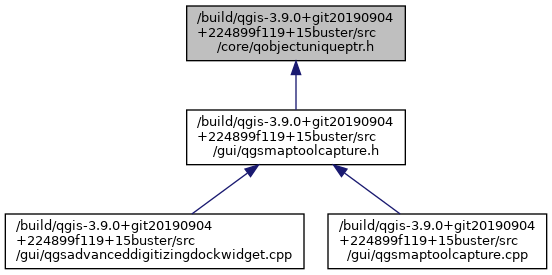 /build/qgis-3.9.0+git20190904
+224899f119+15buster/src
/core/qobjectuniqueptr.h
/build/qgis-3.9.0+git20190904
+224899f119+15buster/src
/gui/qgsmaptoolcapture.h
/build/qgis-3.9.0+git20190904
+224899f119+15buster/src
/gui/qgsadvanceddigitizingdockwidget.cpp
/build/qgis-3.9.0+git20190904
+224899f119+15buster/src
/gui/qgsmaptoolcapture.cpp